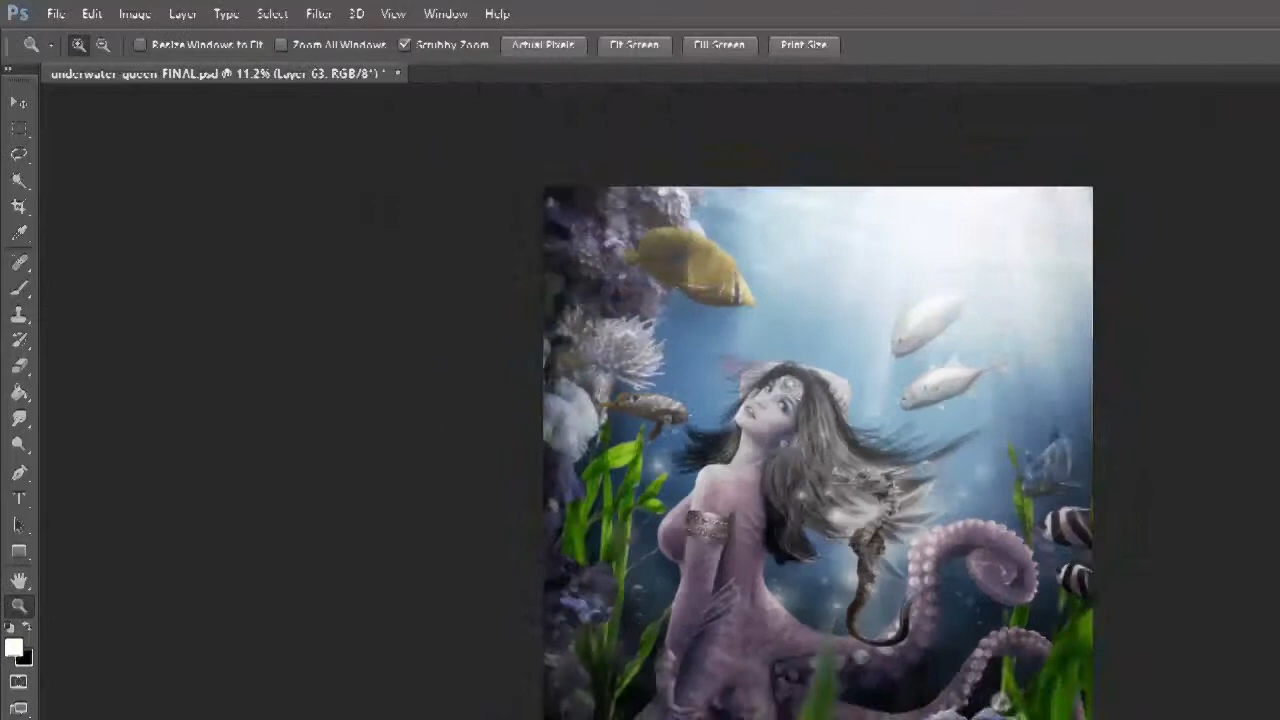 Ps File Edit Image Layer Type Select Filter 3D View Window Help
Resize Windows to Fit Zoom All Windows Scrubby Zoom Actual Pixels Fit Screen Fill Screen Print Size
underwater-queen-FINAL.psd @ 11.2% (Layer 63, RGB/8*) * ×
T